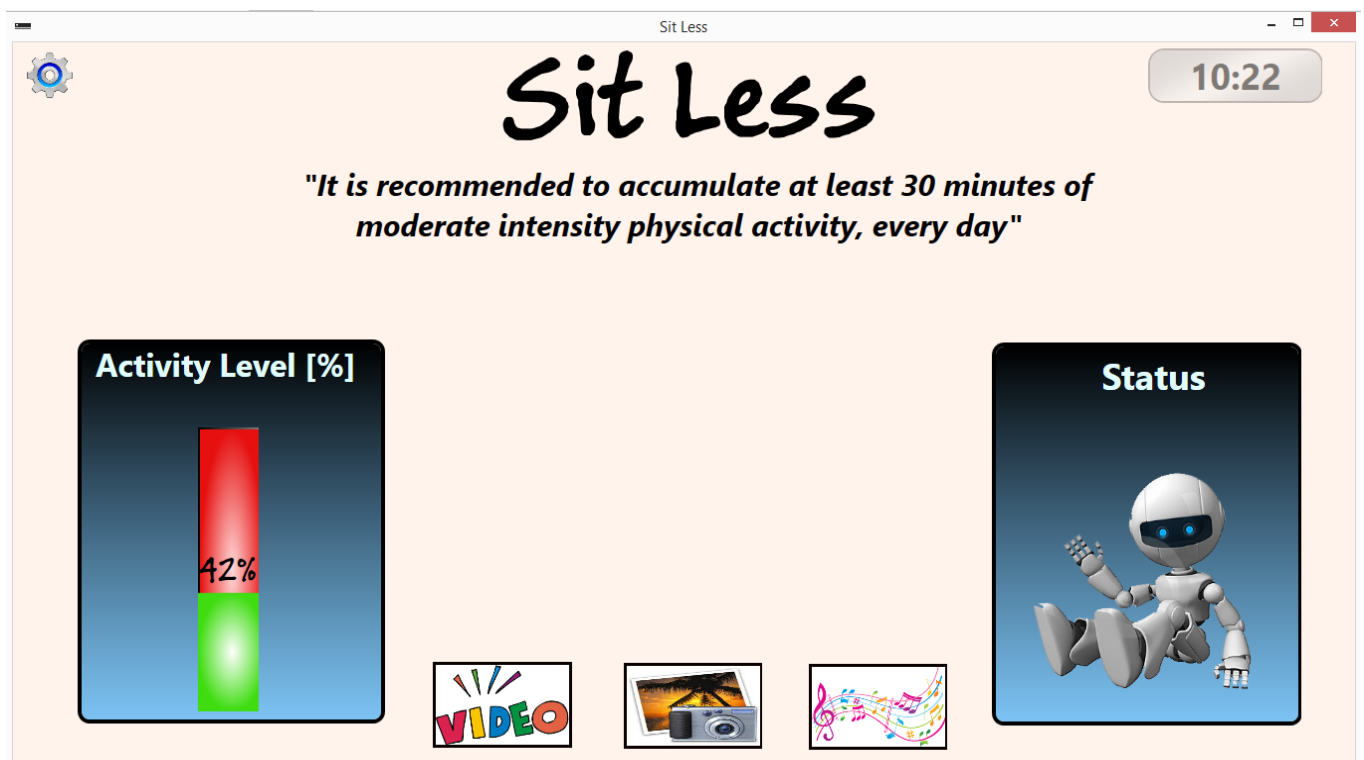 Sit Less
Sit Less
10:22
"It is recommended to accumulate at least 30 minutes of
moderate intensity physical activity, every day"
Activity Level [%]
42%
Status
VIDEO